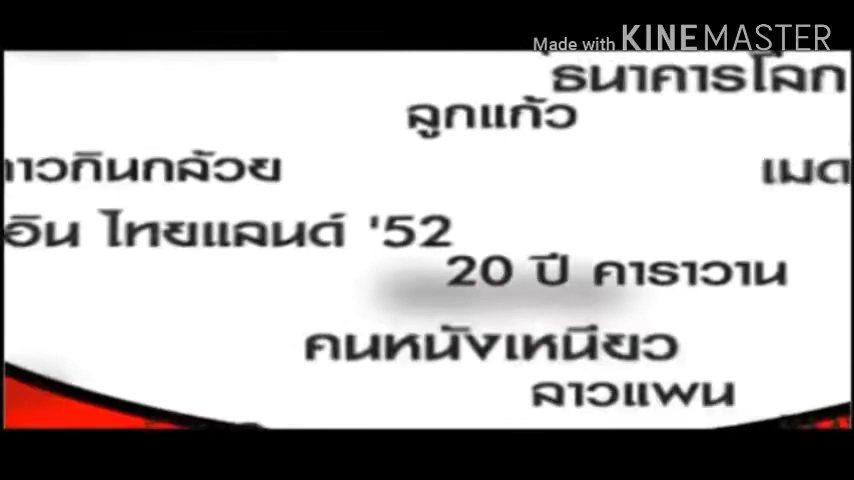 Made with KINEMASTER
ธนาคารโลก
ลูกแก้ว
าวกินกล้วย
เมด
อิน ไทยแลนด์ '52
20 ปี คาราวาน
คนหนังเหนียว
ลาวแพน